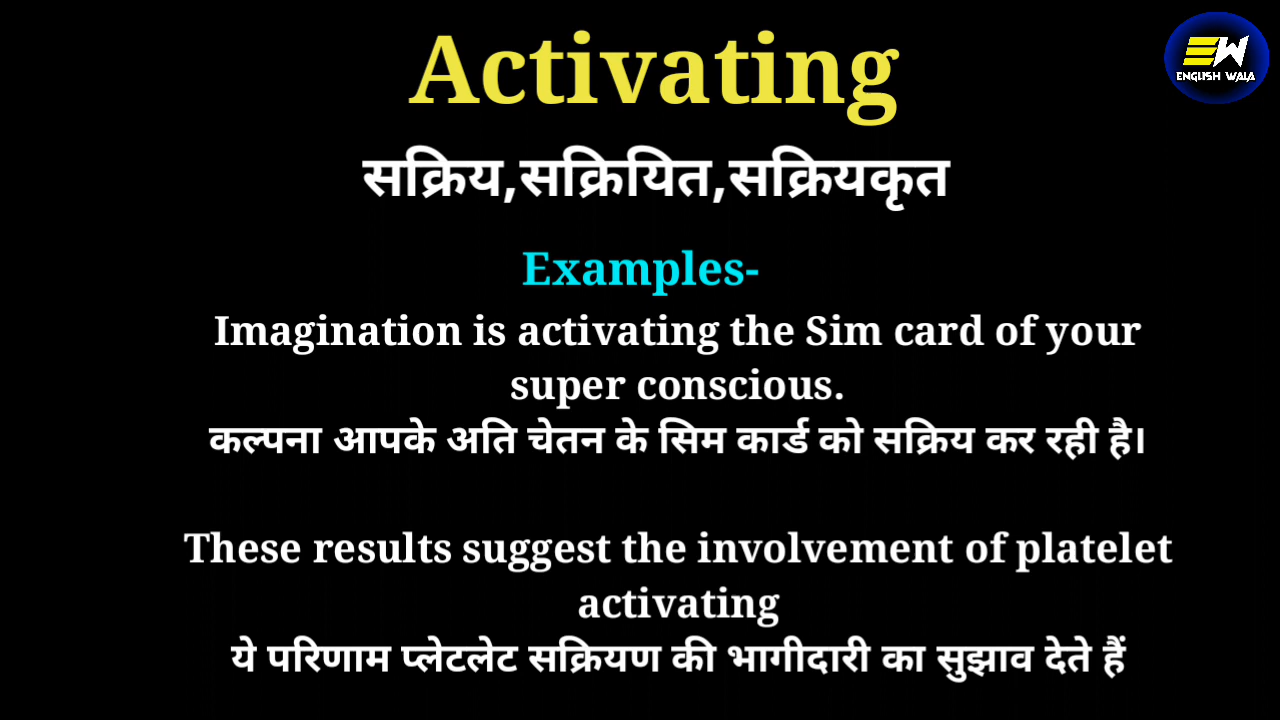 Activating
EW
ENGLISH WALA
सक्रिय,सक्रियित,सक्रियकृत
Examples-
Imagination is activating the Sim card of your
super conscious.
कल्पना आपके अति चेतन के सिम कार्ड को सक्रिय कर रही है।
These results suggest the involvement of platelet
activating
ये परिणाम प्लेटलेट सक्रियण की भागीदारी का सुझाव देते हैं